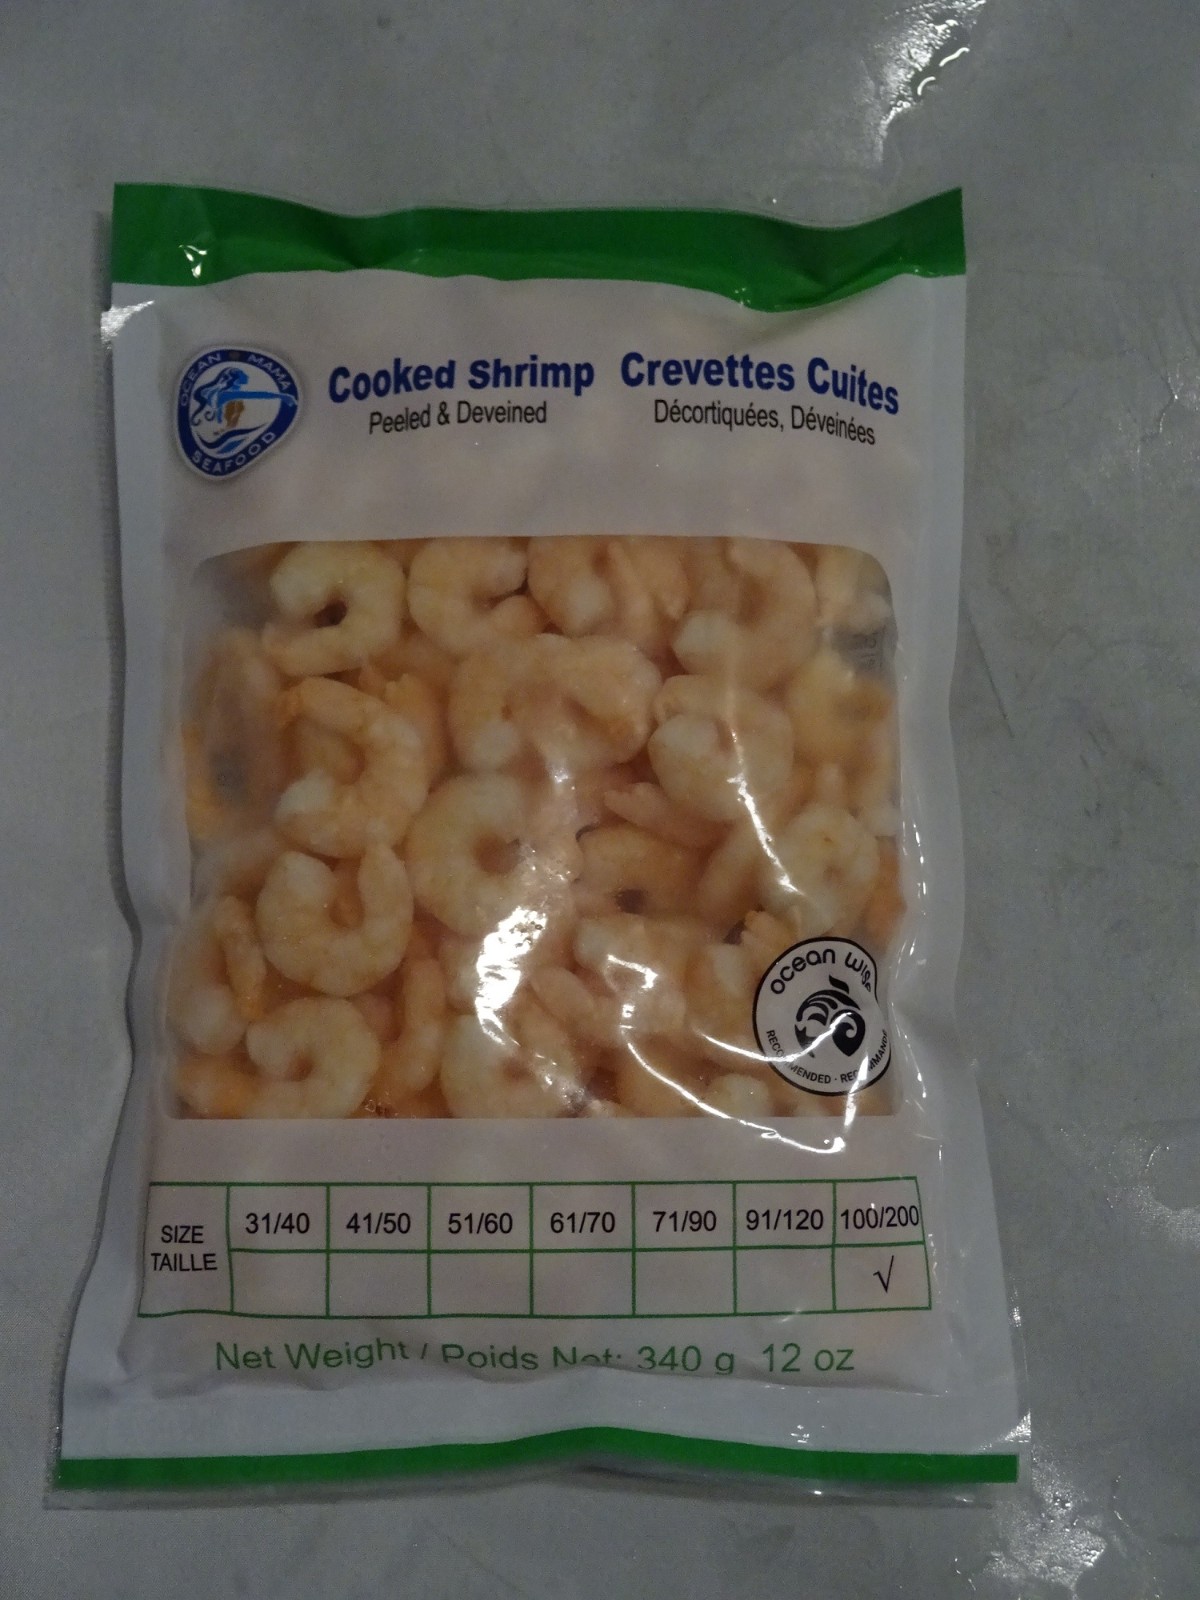 OCEAN MAMA
SEAFOOD
Cooked Shrimp
Peeled & Deveined
Crevettes Cuites
Décortiquées, Déveinées
ocean wise
RECOMMENDED · RECOMMANDÉ
SIZE
TAILLE
31/40 41/50 51/60 61/70 71/90 91/120 100/200
√
Net Weight / Poids Net: 340 g 12 oz